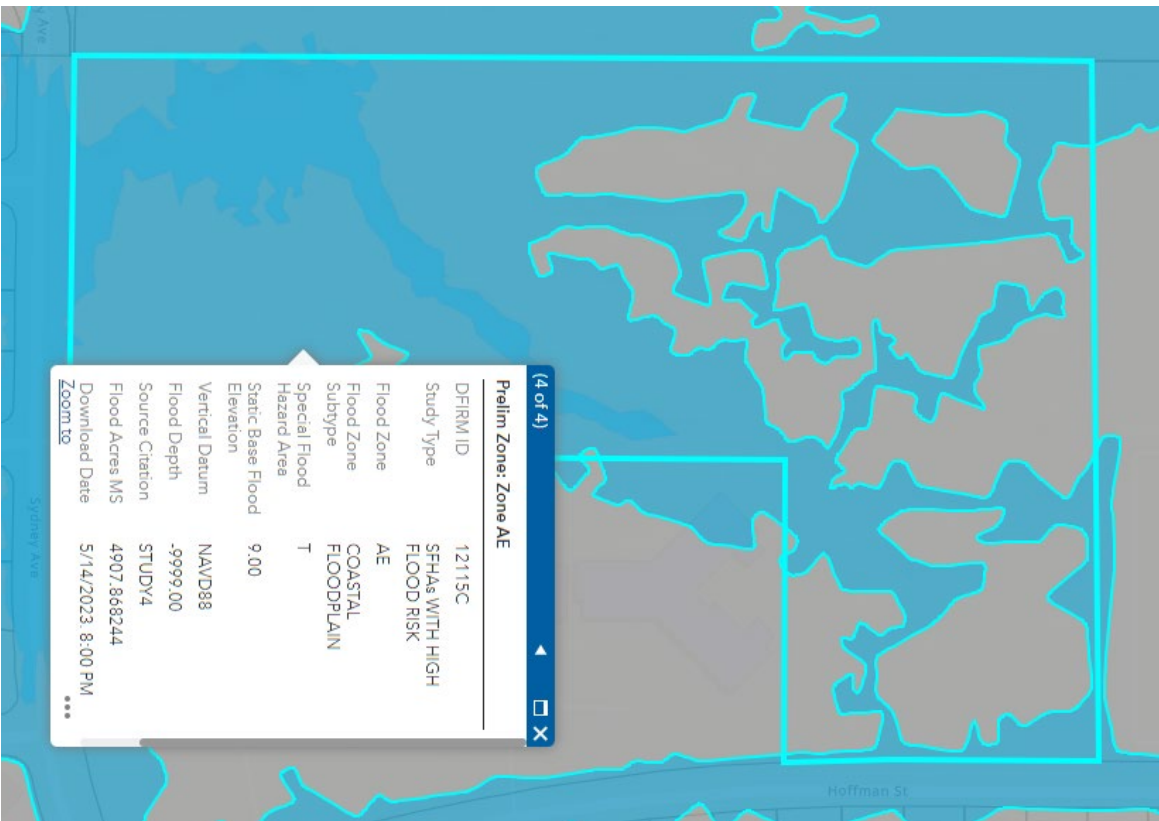 y Ave
(4 of 4)
Prelim Zone: Zone AE
DFIRM ID 12115C
Study Type SFHAs WITH HIGH
FLOOD RISK
Flood Zone AE
Flood Zone COASTAL
Subtype FLOODPLAIN
Special Flood T
Hazard Area
Static Base Flood 9.00
Elevation
Vertical Datum NAVD88
Flood Depth -9999.00
Source Citation STUDY4
Flood Acres MS 4907.868244
Download Date 5/14/2023, 8:00 PM
Zoom to
Sydney Ave
Hoffman St